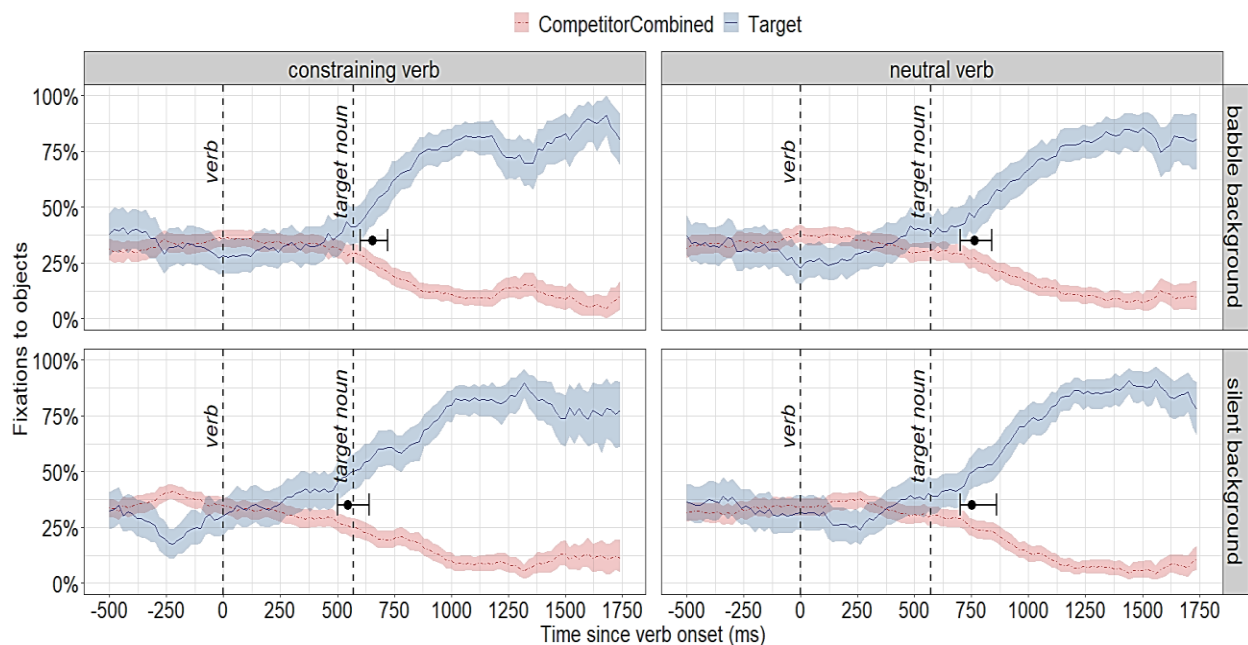 CompetitorCombined Target
constraining verb
neutral verb
100%
75%
50%
25%
0%
verb
target noun
verb
target noun
babble background
100%
75%
50%
25%
0%
verb
target noun
verb
target noun
silent background
Fixations to objects
-500 -250 0 250 500 750 1000 1250 1500 1750
-500 -250 0 250 500 750 1000 1250 1500 1750
Time since verb onset (ms)